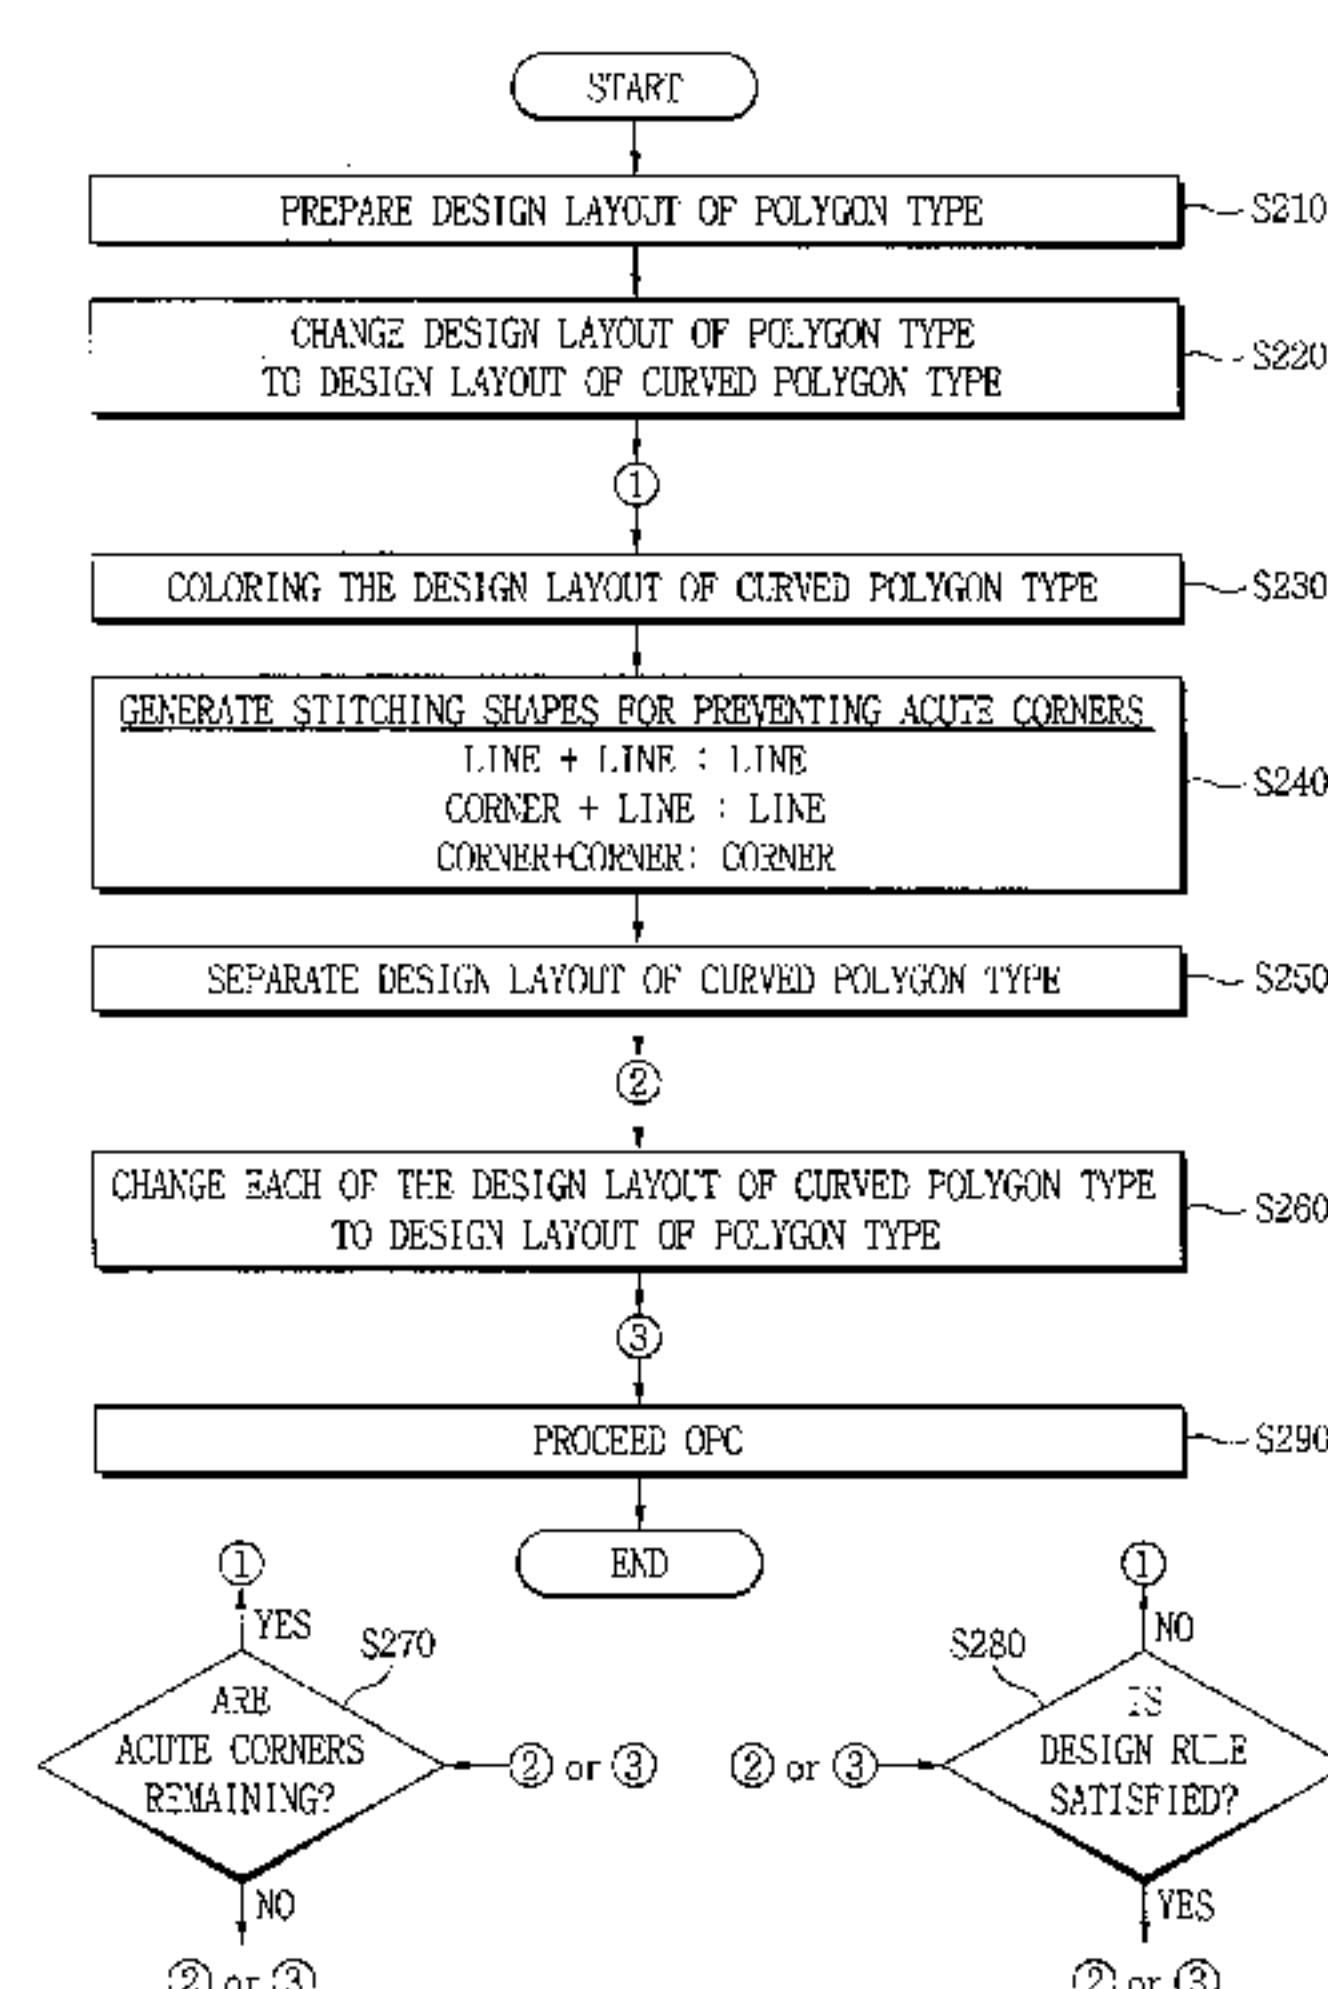 START
PREPARE DESIGN LAYOUT OF POLYGON TYPE
S210
CHANGE DESIGN LAYOUT OF POLYGON TYPE
TO DESIGN LAYOUT OF CURVED POLYGON TYPE
S220
①
COLORING THE DESIGN LAYOUT OF CURVED POLYGON TYPE
S230
GENERATE STITCHING SHAPES FOR PREVENTING ACUTE CORNERS
LINE + LINE : LINE
CORNER + LINE : LINE
CORNER+CORNER: CORNER
S240
SEPARATE DESIGN LAYOUT OF CURVED POLYGON TYPE
S250
②
CHANGE EACH OF THE DESIGN LAYOUT OF CURVED POLYGON TYPE
TO DESIGN LAYOUT OF POLYGON TYPE
S260
③
PROCEED OPC
S290
END
①
YES
S270
ARE
ACUTE CORNERS
REMAINING?
② or ③
NO
② or ③
①
NO
S280
IS
DESIGN RULE
SATISFIED?
② or ③
YES
② or ③